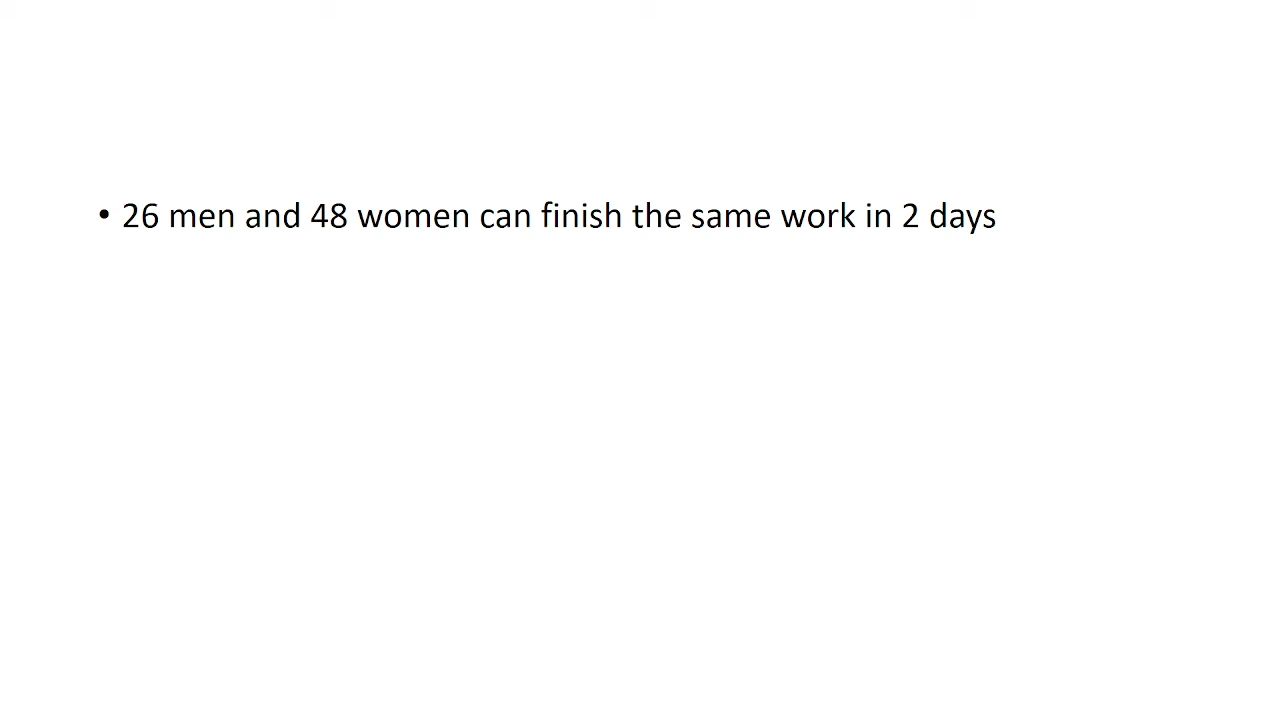 • 26 men and 48 women can finish the same work in 2 days